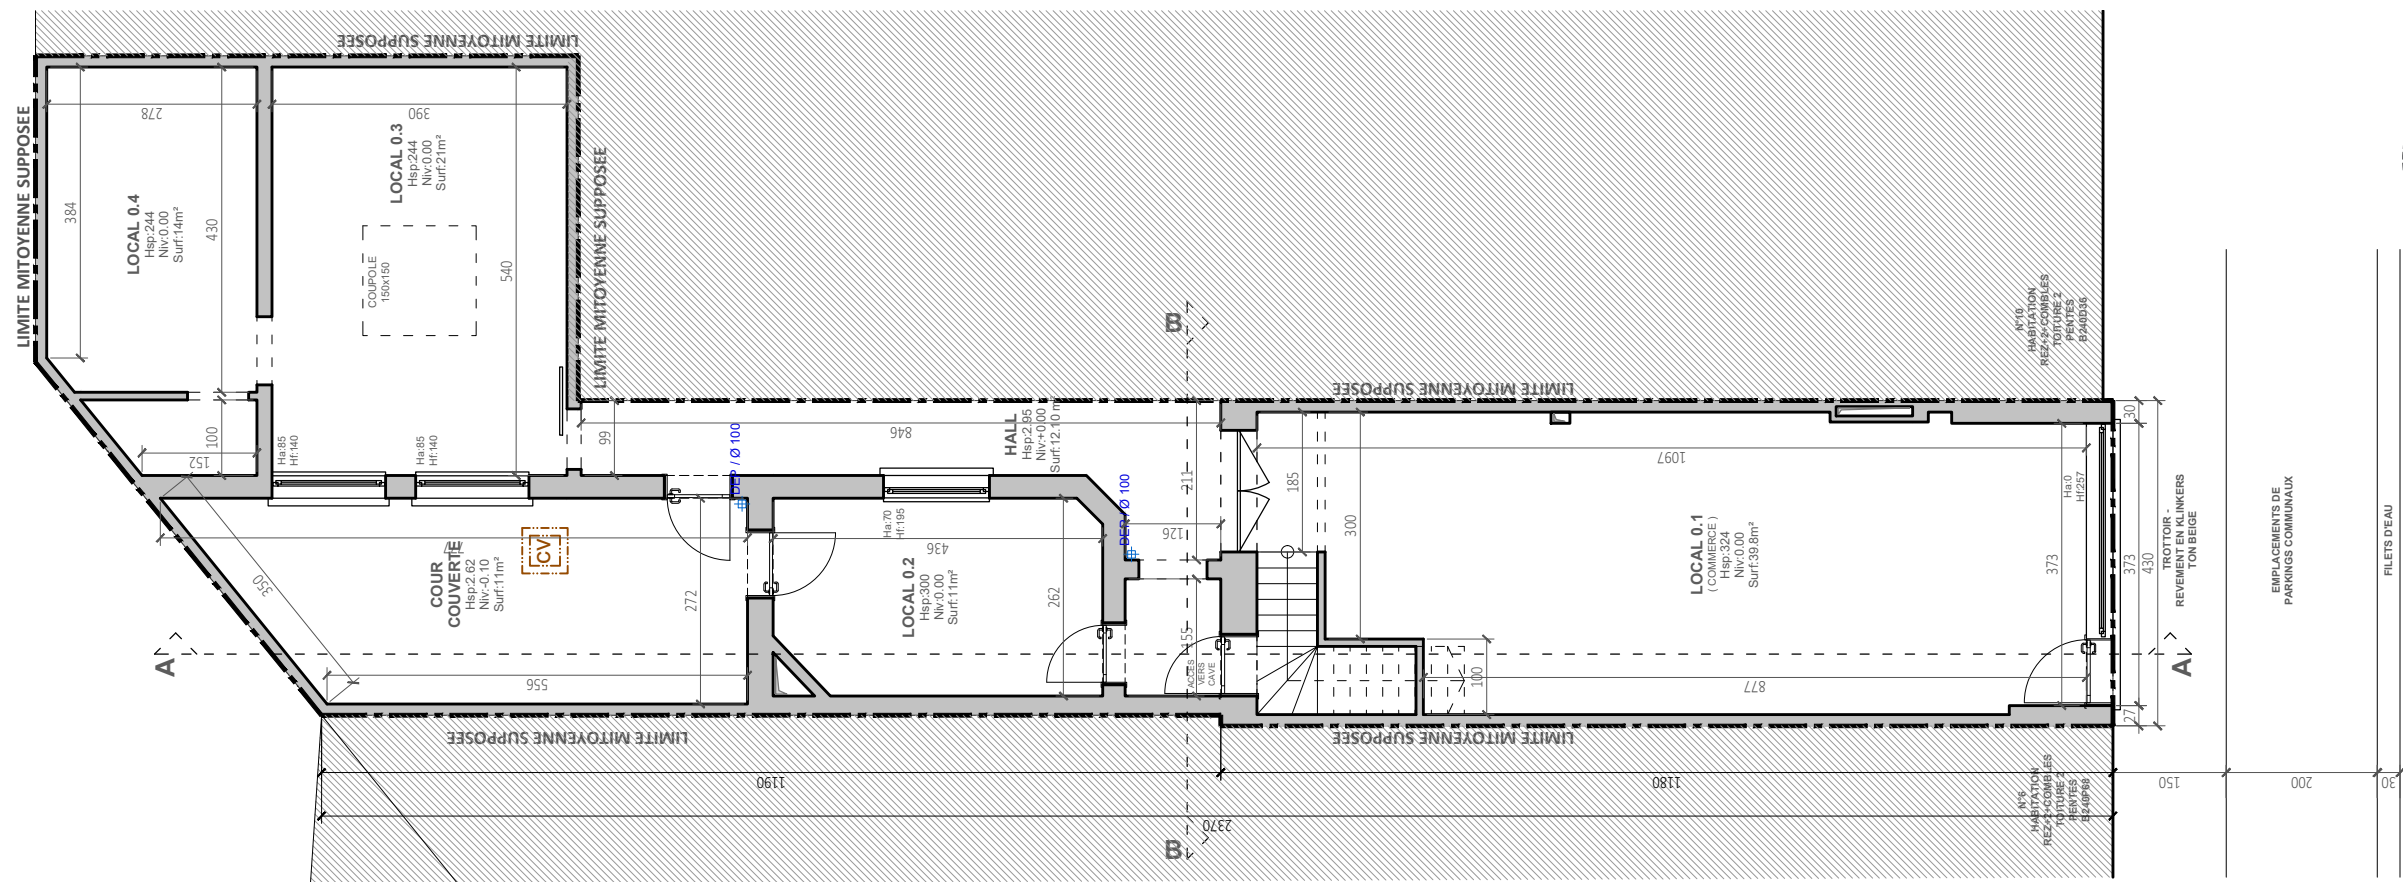 LIMITE MITOYENNE SUPPOSEE
LIMITE MITOYENNE SUPPOSEE
278
384
430
LOCAL 0.4
Hsp:244
Niv:0.00
Surf:14m²
390
LOCAL 0.3
Hsp:244
Niv:0.00
Surf:21m²
COUPOLE
150x150
540
LIMITE MITOYENNE SUPPOSEE
100
152
Ha:85
Hf:140
Ha:85
Hf:140
99
846
HALL
Hsp:2.95
Niv:+0.00
Surf:12.10 m²
DEP / Ø 100
DEP / Ø 100
B
LIMITE MITOYENNE SUPPOSEE
350
COUR
COUVERTE
Hsp:2.62
Niv:-0.10
Surf:11m²
CV
272
556
A
Ha:70
Hf:195
436
LOCAL 0.2
Hsp:300
Niv:0.00
Surf:11m²
262
211
126
155
ACCES
VERS
CAVE
185
300
1097
100
877
LOCAL 0.1
( COMMERCE )
Hsp:324
Niv:0.00
Surf:39.8m²
Ha:0
Hf:257
373
30
373
430
27
A
N°10
HABITATION
REZ+2+COMBLES
TOITURE 2
PENTES
B240D35
TROTTOIR -
REVEMENT EN KLINKERS
TON BEIGE
EMPLACEMENTS DE
PARKINGS COMMUNAUX
FILETS D'EAU
LIMITE MITOYENNE SUPPOSEE
LIMITE MITOYENNE SUPPOSEE
1190
1180
150
200
30
2370
B
HABITATION
REZ+2+COMBLES
TOITURE 2
PENTES